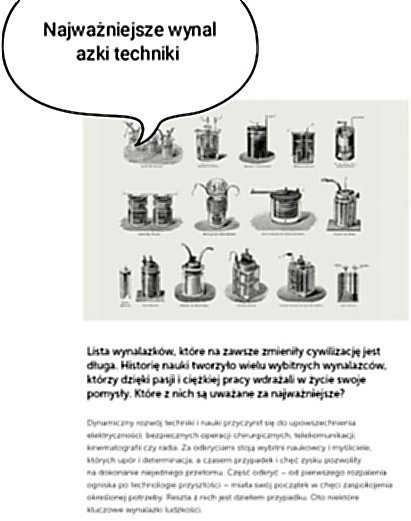 Najważniejsze wynal
azki techniki
Lista wynalazków, które na zawsze zmieniły cywilizację jest
długa. Historię nauki tworzyło wielu wybitnych wynalazców,
którzy dzięki pasji i ciężkiej pracy wdrażali w życie swoje
pomysły. Które z nich są uważane za najważniejsze?
Dynamiczny rozwój techniki i nauki przyczynił się do upowszechnienia
elektryczności, bezpiecznych operacji chirurgicznych, telekomunikacji,
kinematografii czy radia. Za odkryciami stoją wybitni naukowcy i myśliciele,
których upór i determinacja, a czasem przypadek i chęć zysku pozwoliły
na dokonanie niejednego przełomu. Część odkryć – od pierwszego rozpalenia
ogniska po technologie przyszłości – miała swój początek w chęci zaspokojenia
określonej potrzeby. Reszta z nich jest dziełem przypadku. Oto niektóre
kluczowe wynalazki ludzkości.